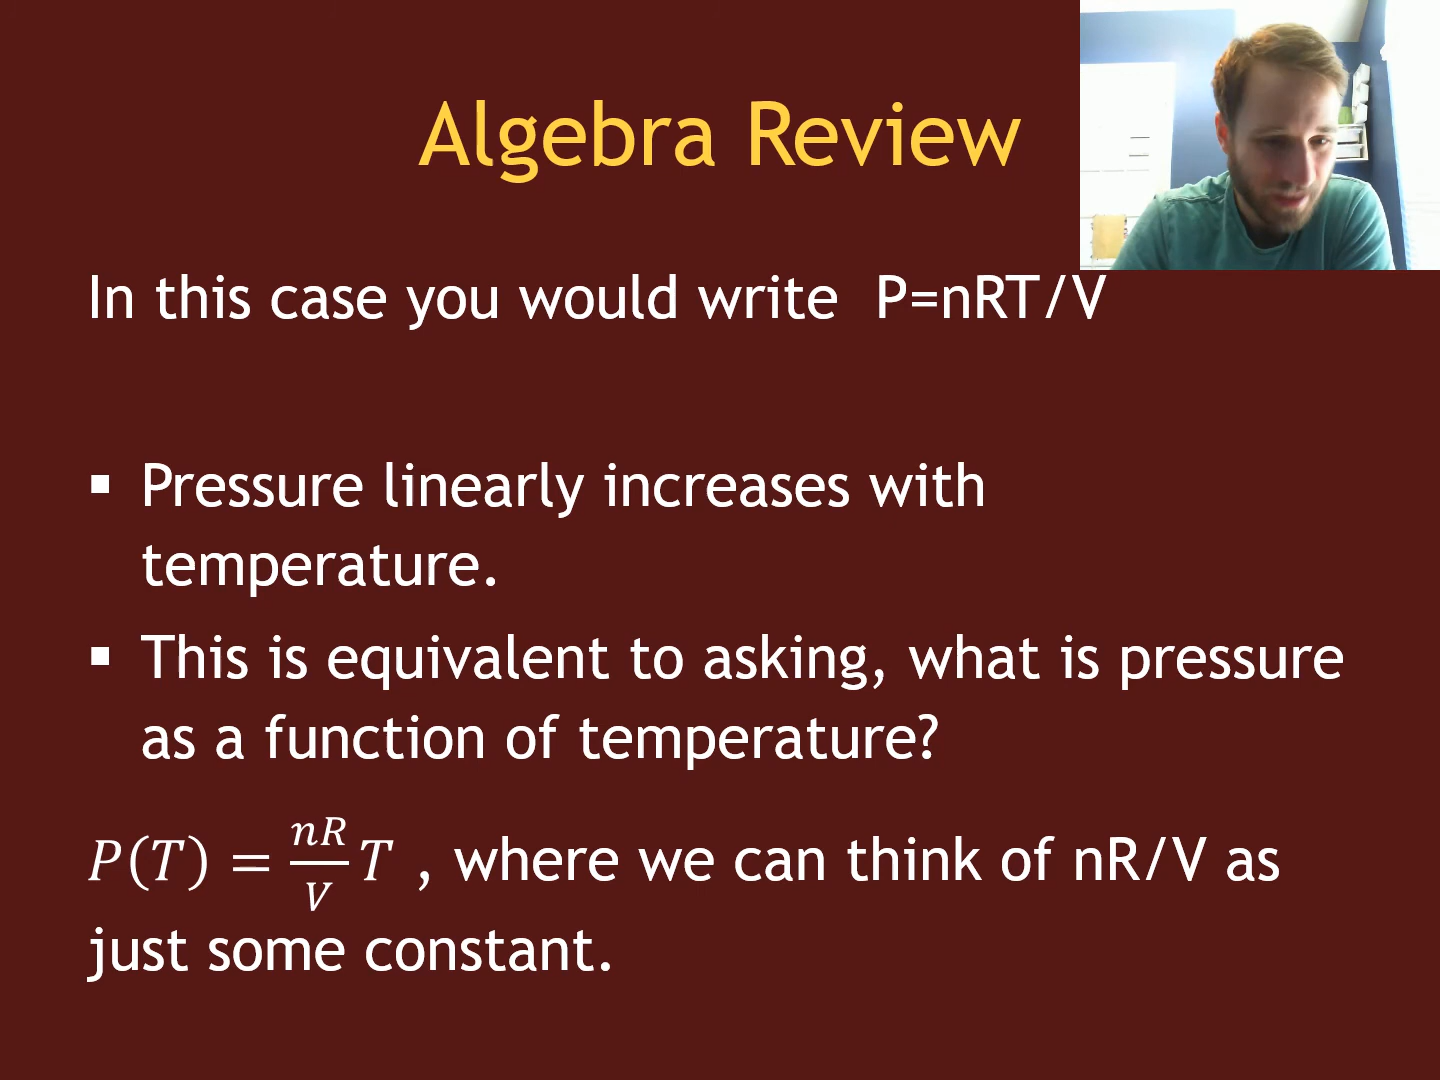 Algebra Review
In this case you would write P=nRT/V
▪ Pressure linearly increases with
temperature.
▪ This is equivalent to asking, what is pressure
as a function of temperature?
P(T) = nR/V T , where we can think of nR/V as
just some constant.